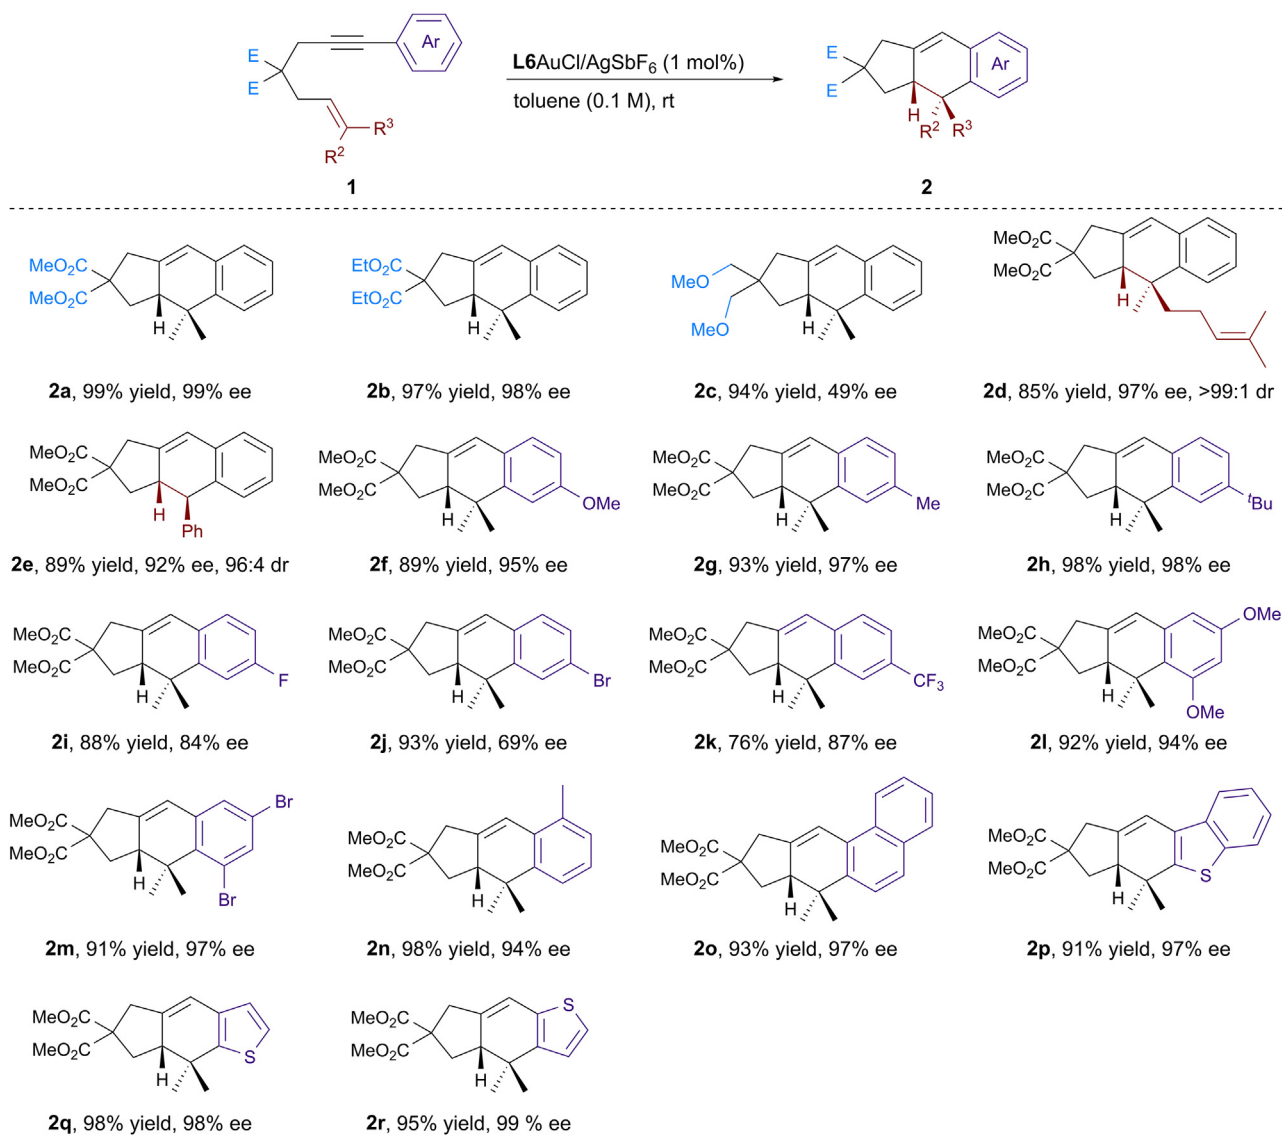 E
E
Ar
R³
R²
1
L6AuCl/AgSbF₆ (1 mol%)
toluene (0.1 M), rt
E
E
Ar
H
R²
R³
2
MeO₂C
MeO₂C
H
2a, 99% yield, 99% ee
EtO₂C
EtO₂C
H
2b, 97% yield, 98% ee
MeO
MeO
H
2c, 94% yield, 49% ee
MeO₂C
MeO₂C
H
2d, 85% yield, 97% ee, >99:1 dr
MeO₂C
MeO₂C
H
Ph
2e, 89% yield, 92% ee, 96:4 dr
MeO₂C
MeO₂C
H
OMe
2f, 89% yield, 95% ee
MeO₂C
MeO₂C
H
Me
2g, 93% yield, 97% ee
MeO₂C
MeO₂C
H
ᵗBu
2h, 98% yield, 98% ee
MeO₂C
MeO₂C
H
F
2i, 88% yield, 84% ee
MeO₂C
MeO₂C
H
Br
2j, 93% yield, 69% ee
MeO₂C
MeO₂C
H
CF₃
2k, 76% yield, 87% ee
MeO₂C
MeO₂C
H
OMe
OMe
2l, 92% yield, 94% ee
MeO₂C
MeO₂C
H
Br
Br
2m, 91% yield, 97% ee
MeO₂C
MeO₂C
H
2n, 98% yield, 94% ee
MeO₂C
MeO₂C
H
2o, 93% yield, 97% ee
MeO₂C
MeO₂C
H
S
2p, 91% yield, 97% ee
MeO₂C
MeO₂C
H
S
2q, 98% yield, 98% ee
MeO₂C
MeO₂C
H
S
2r, 95% yield, 99 % ee